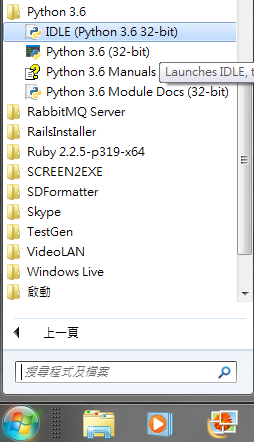 Python 3.6
IDLE (Python 3.6 32-bit)
Python 3.6 (32-bit)
Python 3.6 Manuals
Launches IDLE, t
Python 3.6 Module Docs (32-bit)
RabbitMQ Server
RailsInstaller
Ruby 2.2.5-p319-x64
SCREEN2EXE
SDFormatter
Skype
TestGen
VideoLAN
Windows Live
啟動
上一頁
搜尋程式及檔案